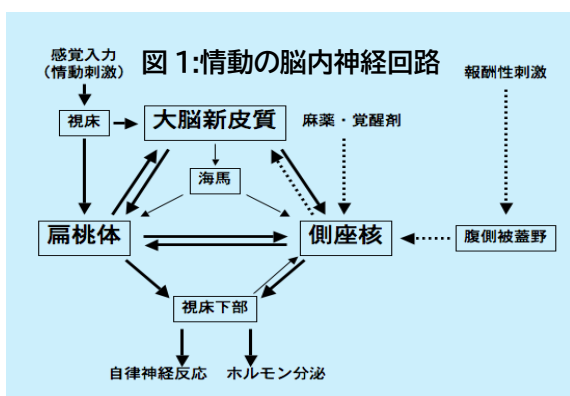 感覚入力
(情動刺激)
図1:情動の脳内神経回路
報酬性刺激
視床
大脳新皮質
麻薬・覚醒剤
海馬
扁桃体
側座核
腹側被蓋野
視床下部
自律神経反応
ホルモン分泌